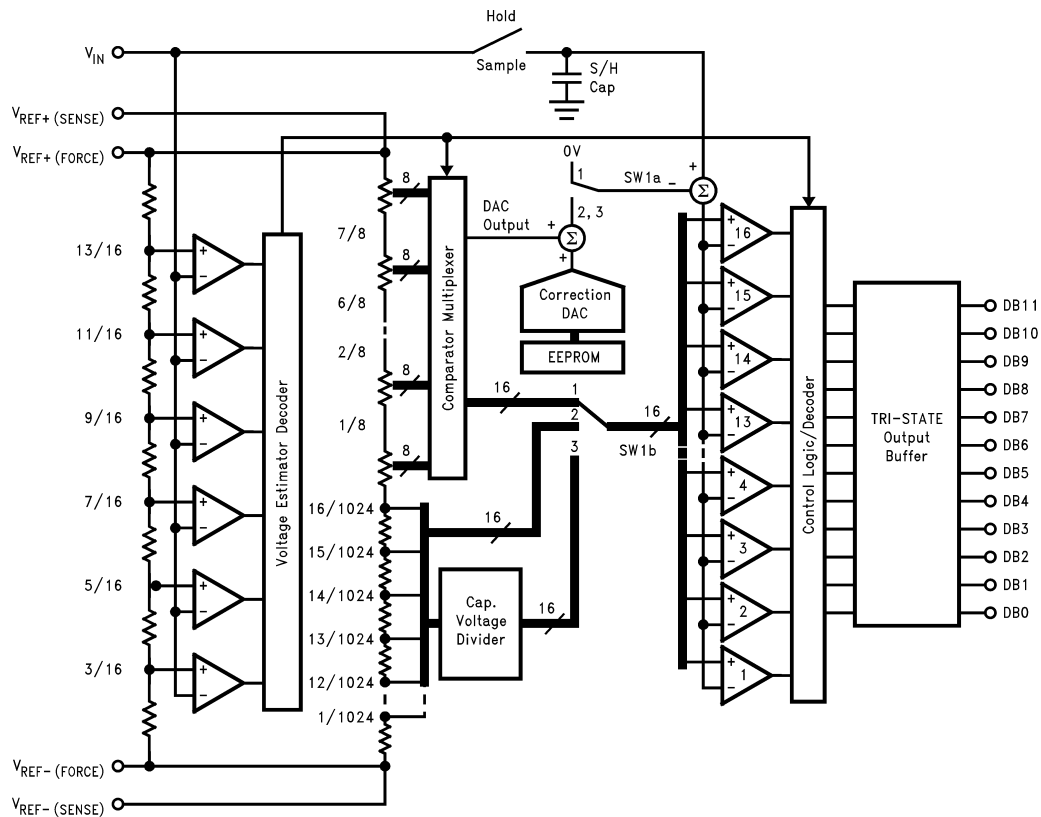 Hold
Sample
S/H
Cap
VIN
VREF+ (SENSE)
VREF+ (FORCE)
VREF− (FORCE)
VREF− (SENSE)
13/16
11/16
9/16
7/16
5/16
3/16
+
−
+
−
+
−
+
−
+
−
+
−
Voltage Estimator Decoder
8
7/8
8
6/8
2/8
8
1/8
8
16/1024
15/1024
14/1024
13/1024
12/1024
1/1024
Comparator Multiplexer
DAC
Output
0V
1
2,3
SW1a
−
+
Σ
+
Σ
+
Correction
DAC
EEPROM
16
1
2
3
16
SW1b
16
Cap.
Voltage
Divider
16
+
16
−
+
15
−
+
14
−
+
13
−
+
4
−
+
3
−
+
2
−
+
1
−
Control Logic/Decoder
TRI-STATE
Output
Buffer
DB11
DB10
DB9
DB8
DB7
DB6
DB5
DB4
DB3
DB2
DB1
DB0